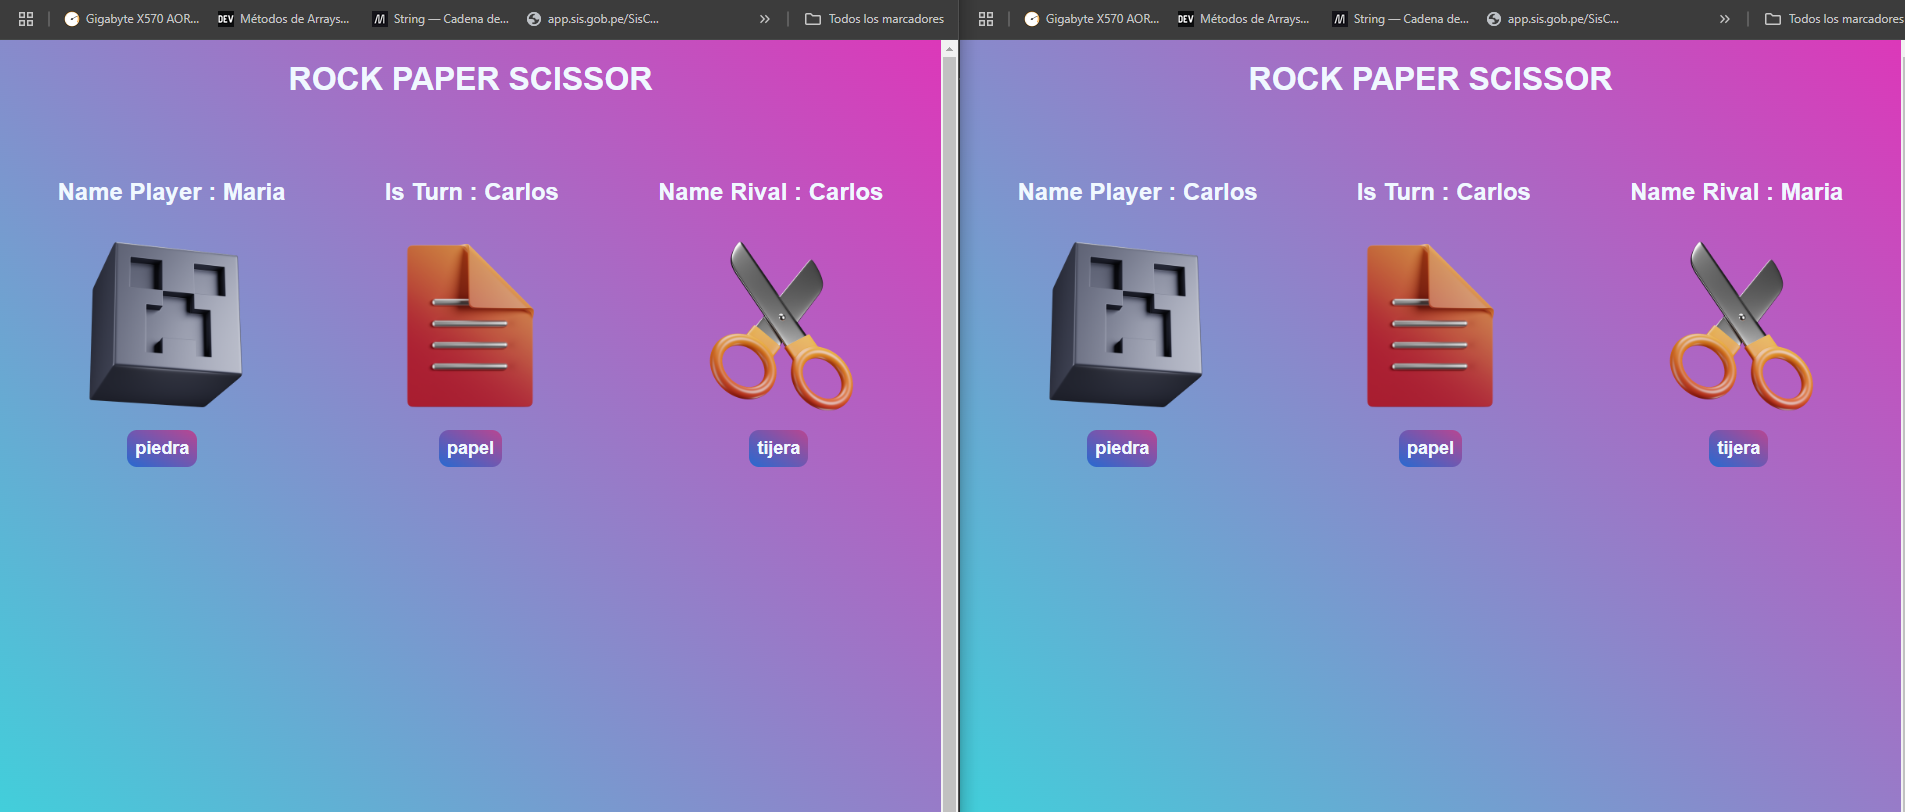 Gigabyte X570 AOR... Métodos de Arrays... String — Cadena de... app.sis.gob.pe/SisC... » Todos los marcadores
ROCK PAPER SCISSOR
Name Player : Maria Is Turn : Carlos Name Rival : Carlos
piedra papel tijera
Gigabyte X570 AOR... Métodos de Arrays... String — Cadena de... app.sis.gob.pe/SisC... » Todos los marcadores
ROCK PAPER SCISSOR
Name Player : Carlos Is Turn : Carlos Name Rival : Maria
piedra papel tijera